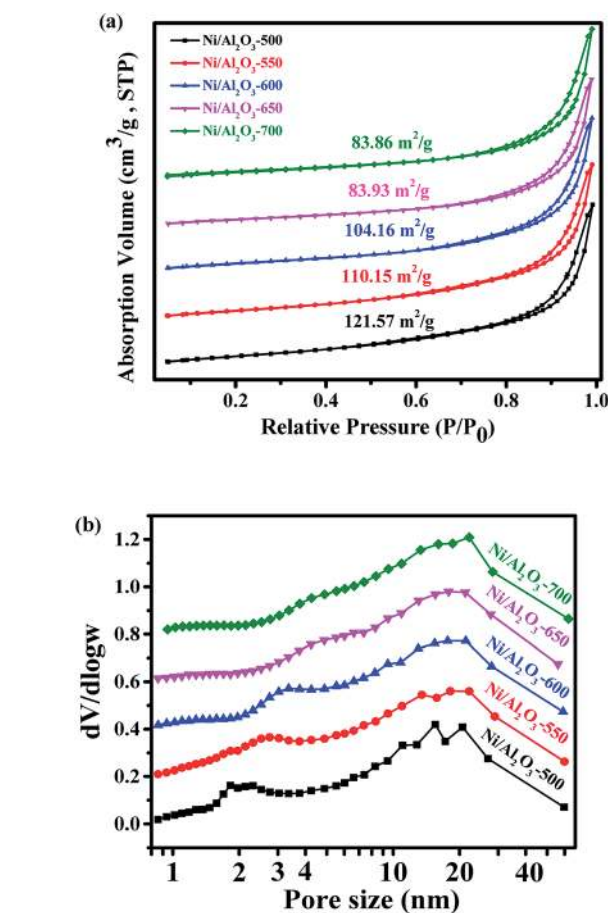 (a)
Ni/Al₂O₃-500
Ni/Al₂O₃-550
Ni/Al₂O₃-600
Ni/Al₂O₃-650
Ni/Al₂O₃-700
83.86 m²/g
83.93 m²/g
104.16 m²/g
110.15 m²/g
121.57 m²/g
Absorption Volume (cm³/g , STP)
0.2 0.4 0.6 0.8 1.0
Relative Pressure (P/P₀)
(b)
1.2
1.0
0.8
0.6
0.4
0.2
0.0
dV/dlogw
Ni/Al₂O₃-700
Ni/Al₂O₃-650
Ni/Al₂O₃-600
Ni/Al₂O₃-550
Ni/Al₂O₃-500
1 2 3 4 10 20 40
Pore size (nm)